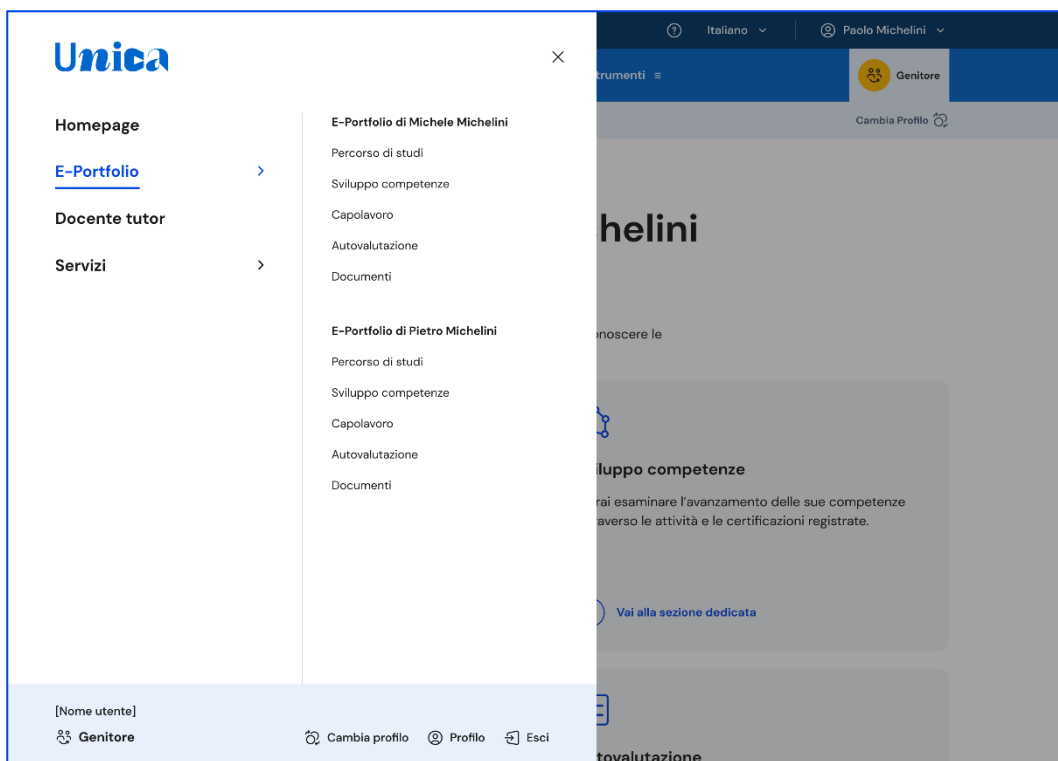 Unica
Homepage
E-Portfolio
Docente tutor
Servizi
E-Portfolio di Michele Michelini
Percorso di studi
Sviluppo competenze
Capolavoro
Autovalutazione
Documenti
E-Portfolio di Pietro Michelini
Percorso di studi
Sviluppo competenze
Capolavoro
Autovalutazione
Documenti
[Nome utente]
Genitore
Cambia profilo
Profilo
Esci
Italiano
Paolo Michelini
trumenti
Genitore
Cambia Profilo
helini
onoscere le
iluppo competenze
rai esaminare l'avanzamento delle sue competenze
raverso le attività e le certificazioni registrate.
Vai alla sezione dedicata
tovalutazione